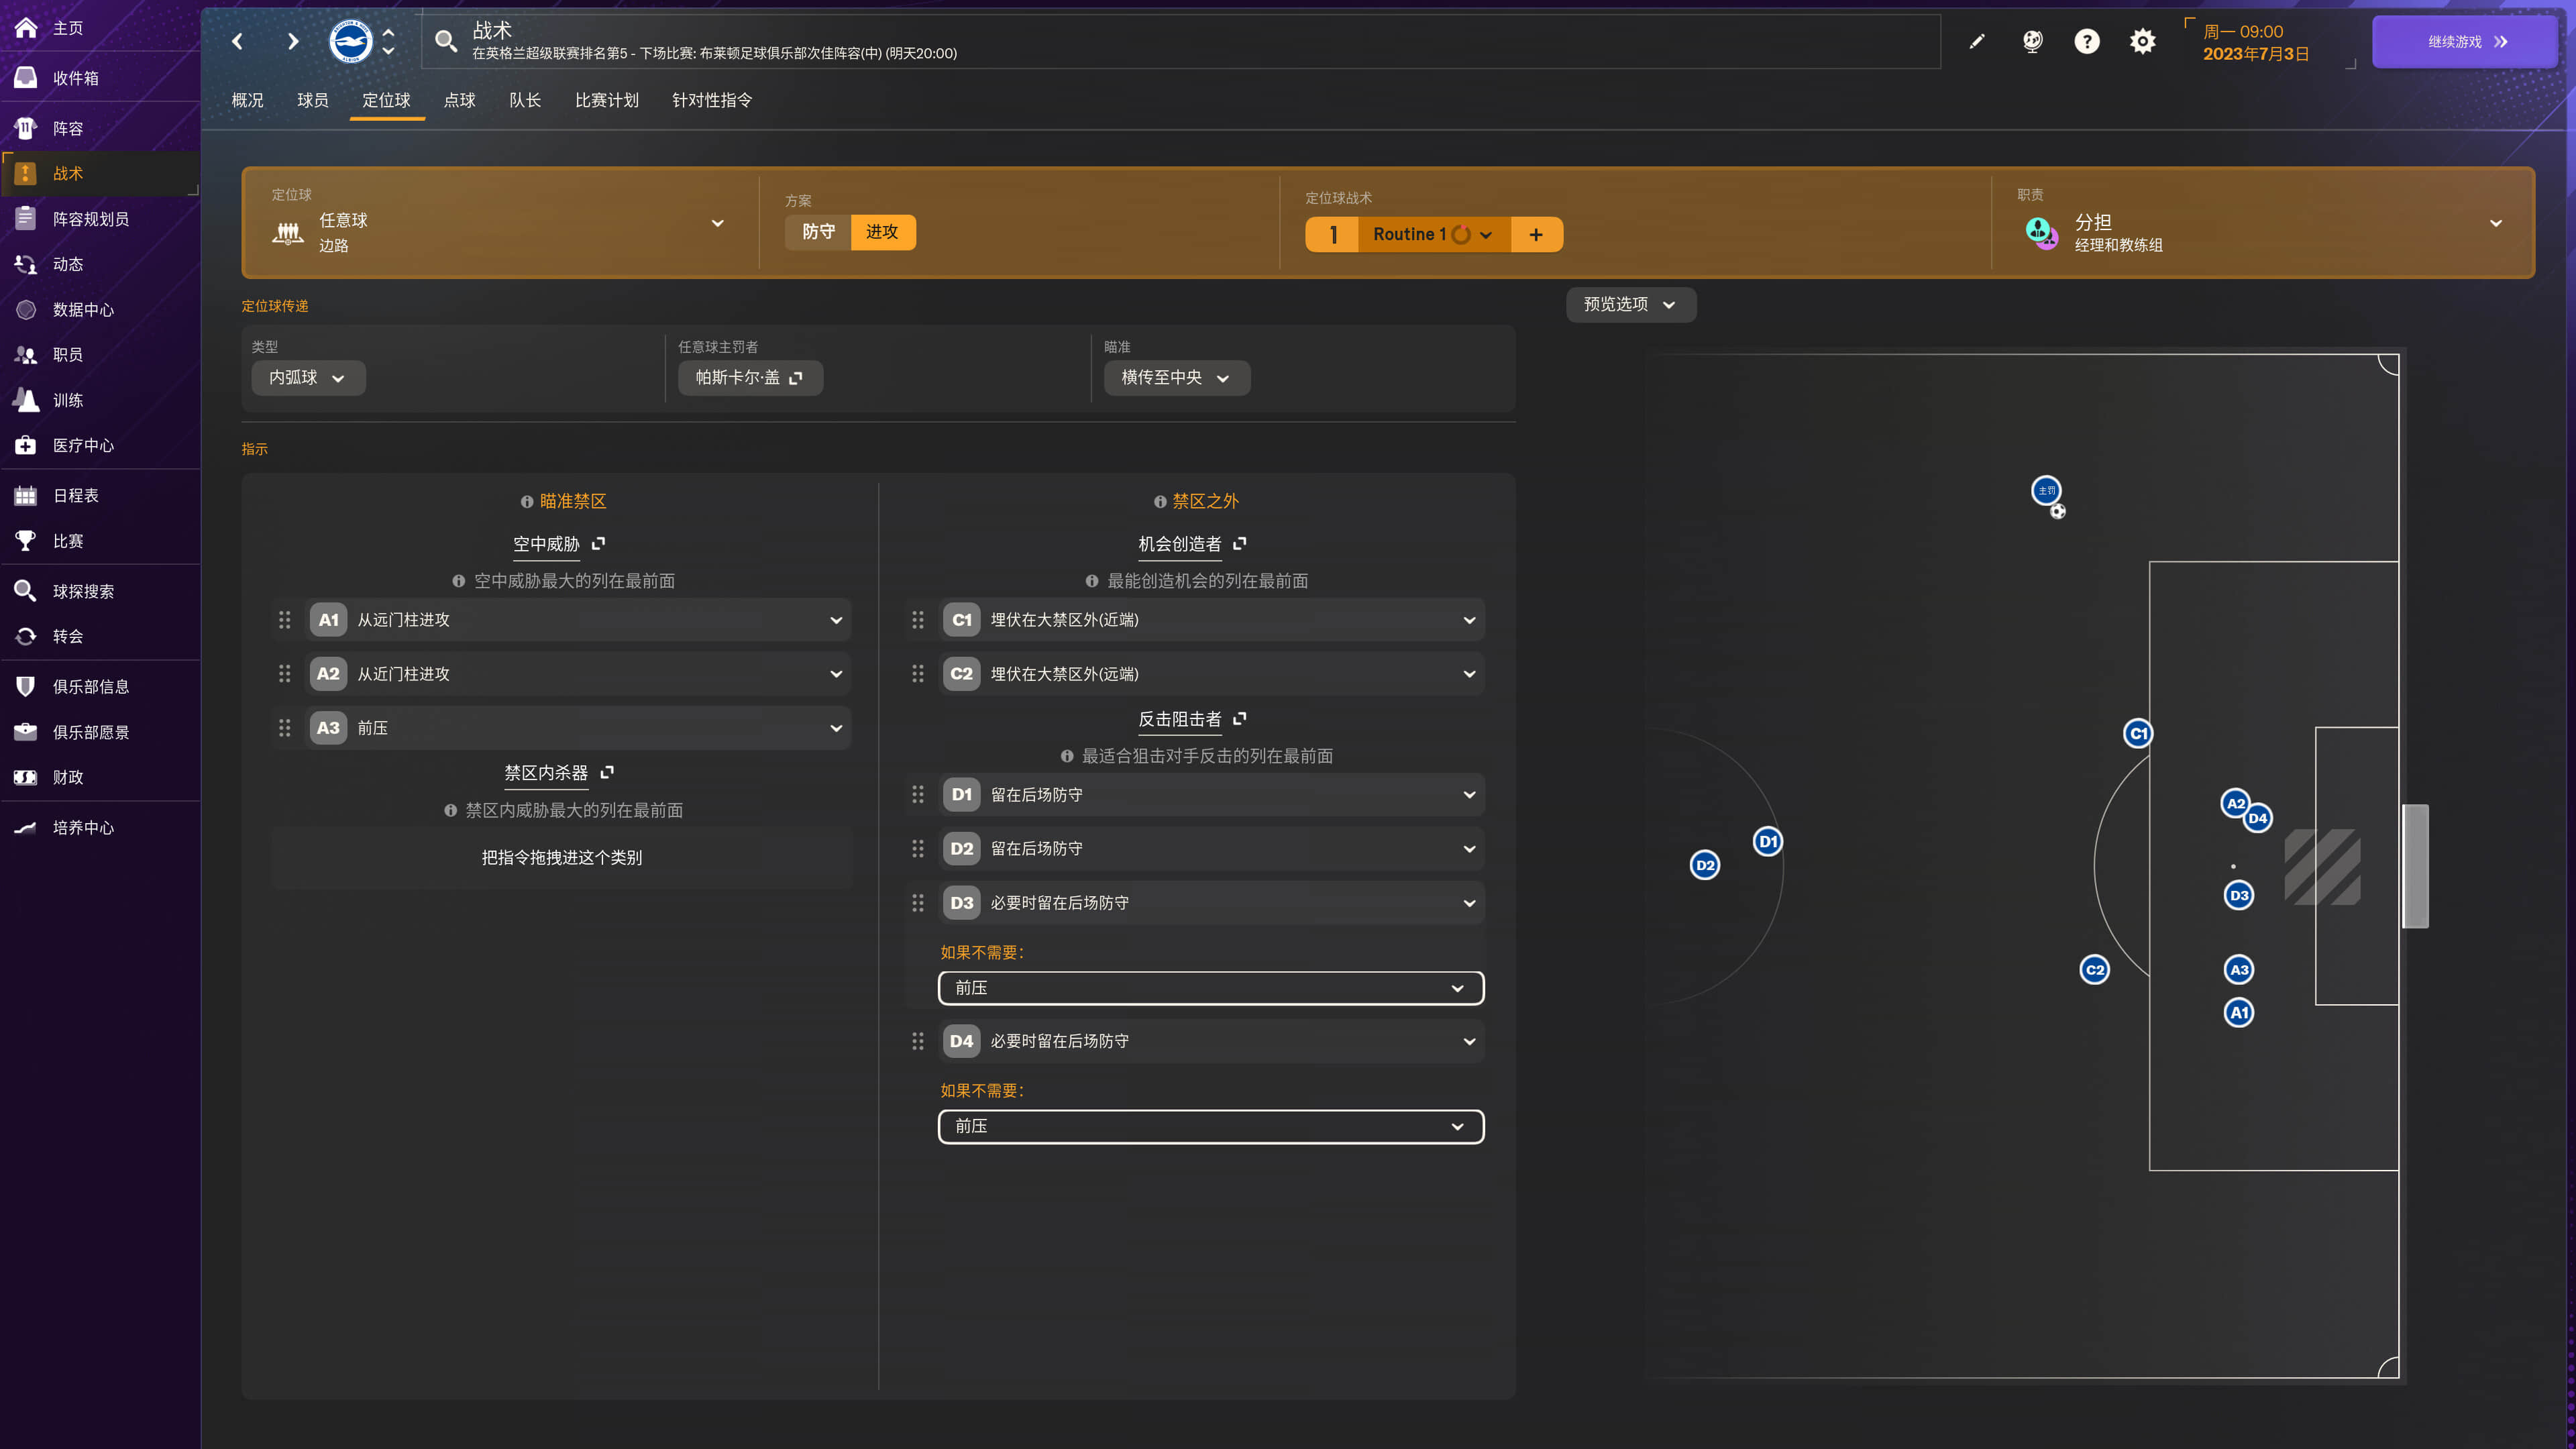 主页
收件箱
阵容
战术
阵容规划员
动态
数据中心
职员
训练
医疗中心
日程表
比赛
球探搜索
转会
俱乐部信息
俱乐部愿景
财政
培养中心
战术
在英格兰超级联赛排名第5 - 下场比赛: 布莱顿足球俱乐部次佳阵容(中) (明天20:00)
周一 09:00
2023年7月3日
继续游戏
概况 球员 定位球 点球 队长 比赛计划 针对性指令
定位球
任意球
边路
方案
防守 进攻
定位球战术
1 Routine 1 +
职责
分担
经理和教练组
定位球传递
类型
内弧球
任意球主罚者
帕斯卡尔·盖
瞄准
横传至中央
预览选项
指示
瞄准禁区
空中威胁
空中威胁最大的列在最前面
A1 从远门柱进攻
A2 从近门柱进攻
A3 前压
禁区内杀器
禁区内威胁最大的列在最前面
把指令拖拽进这个类别
禁区之外
机会创造者
最能创造机会的列在最前面
C1 埋伏在大禁区外(近端)
C2 埋伏在大禁区外(远端)
反击阻击者
最适合狙击对手反击的列在最前面
D1 留在后场防守
D2 留在后场防守
D3 必要时留在后场防守
如果不需要:
前压
D4 必要时留在后场防守
如果不需要:
前压
主罚
C1
A2
D4
D1
D2
D3
C2
A3
A1